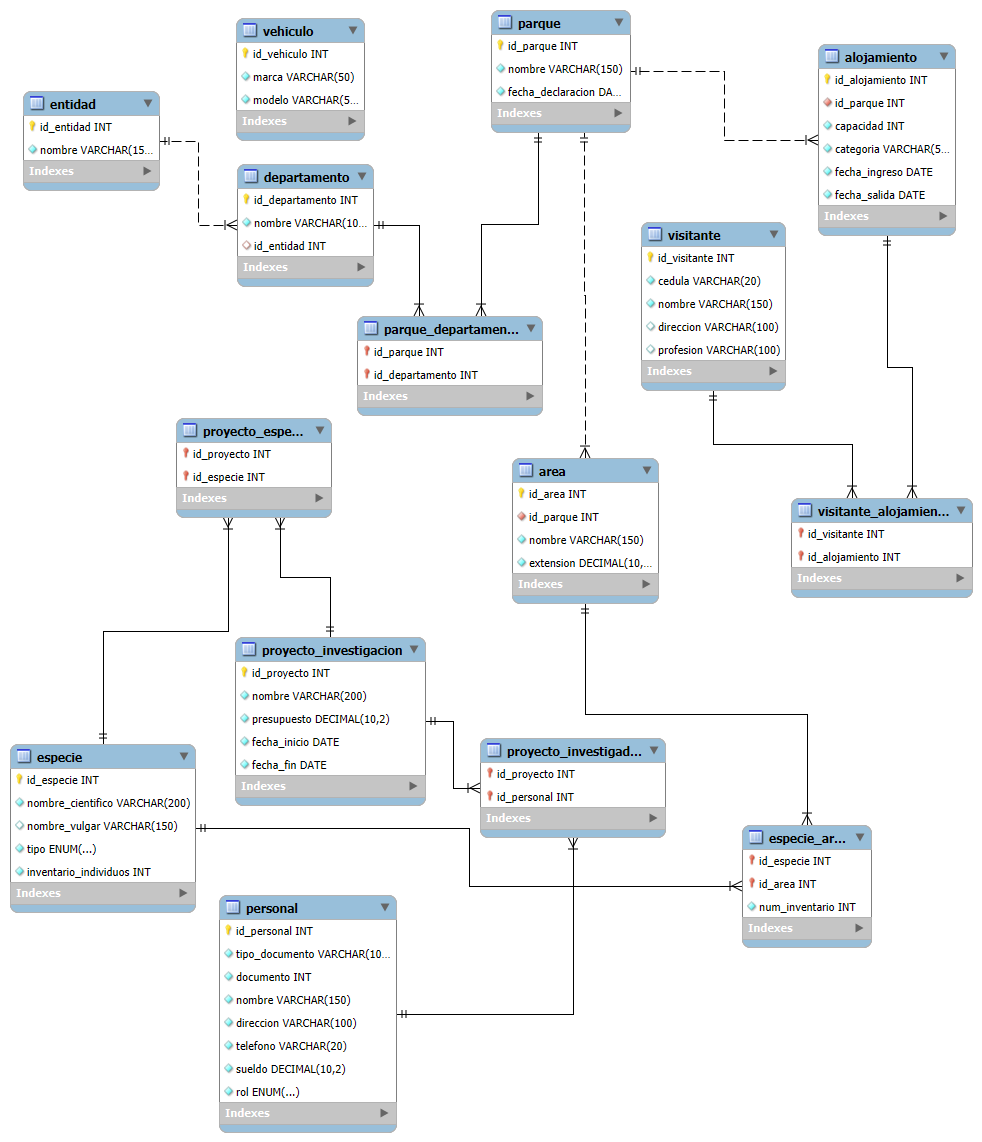 vehiculo
id_vehiculo INT
marca VARCHAR(50)
modelo VARCHAR(5...
Indexes
parque
id_parque INT
nombre VARCHAR(150)
fecha_declaracion DA...
Indexes
alojamiento
id_alojamiento INT
id_parque INT
capacidad INT
categoria VARCHAR(5...
fecha_ingreso DATE
fecha_salida DATE
Indexes
entidad
id_entidad INT
nombre VARCHAR(15...
Indexes
departamento
id_departamento INT
nombre VARCHAR(10...
id_entidad INT
Indexes
visitante
id_visitante INT
cedula VARCHAR(20)
nombre VARCHAR(150)
direccion VARCHAR(100)
profesion VARCHAR(100)
Indexes
parque_departamen...
id_parque INT
id_departamento INT
Indexes
proyecto_espe...
id_proyecto INT
id_especie INT
Indexes
area
id_area INT
id_parque INT
nombre VARCHAR(150)
extension DECIMAL(10,...
Indexes
visitante_alojamien...
id_visitante INT
id_alojamiento INT
Indexes
proyecto_investigacion
id_proyecto INT
nombre VARCHAR(200)
presupuesto DECIMAL(10,2)
fecha_inicio DATE
fecha_fin DATE
Indexes
especie
id_especie INT
nombre_cientifico VARCHAR(200)
nombre_vulgar VARCHAR(150)
tipo ENUM(...)
inventario_individuos INT
Indexes
proyecto_investigad...
id_proyecto INT
id_personal INT
Indexes
especie_ar...
id_especie INT
id_area INT
num_inventario INT
Indexes
personal
id_personal INT
tipo_documento VARCHAR(10...
documento INT
nombre VARCHAR(150)
direccion VARCHAR(100)
telefono VARCHAR(20)
sueldo DECIMAL(10,2)
rol ENUM(...)
Indexes